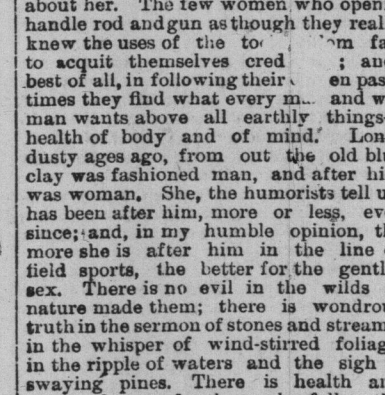 about her. The few women who open
handle rod and gun as though they real
knew the uses of the fa
to acquit themselves cred ; an
best of all, in following their en pas
times they find what every m and w
man wants above all earthly things-
health of body and of mind. Lon
dusty ages ago, from out the old blu
clay was fashioned man, and after hi
was woman. She, the humorists tell u
has been after him, more or less, ev
since; and, in my humble opinion, t
more she is after him in the line
field sports, the better for the gentl
sex. There is no evil in the wilds
nature made them; there is wondrou
truth in the sermon of stones and stream
in the whisper of wind-stirred foliag
in the ripple of waters and the sigh
swaying pines. There is health an